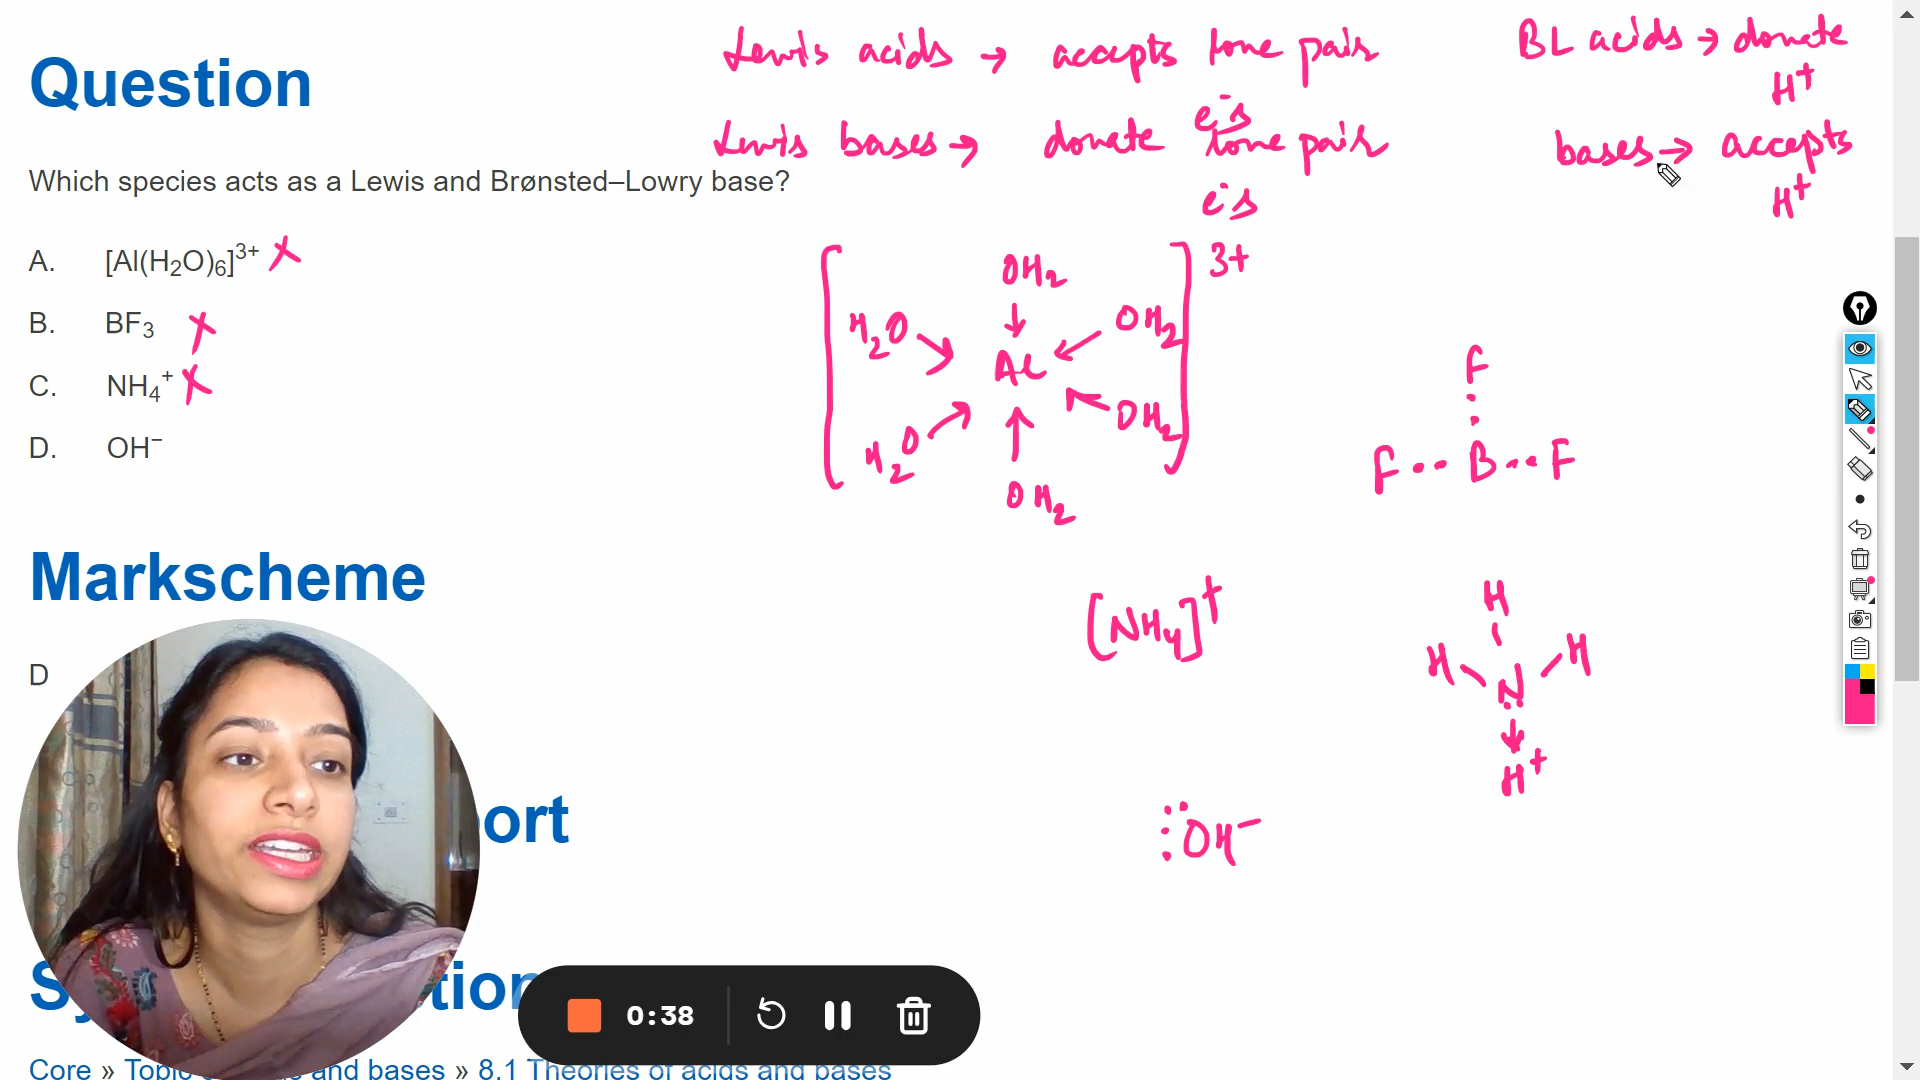 Question
Which species acts as a Lewis and Brønsted–Lowry base?
A. [Al(H₂O)₆]³⁺ X
B. BF₃ X
C. NH₄⁺ X
D. OH⁻
Markscheme
D
ort
S tion
Core » Topic and bases » 8.1 Theories of acids and bases
Lewis acids → accepts lone pair
e⁻s
Lewis bases → donate lone pair
e⁻s
BL acids → donate
H⁺
bases → accepts
H⁺
[ ] 3+
OH₂
H₂O OH₂
Al
H₂O OH₂
OH₂
F
F B F
[NH₄]⁺
H
H H
N
H⁺
:OH⁻
0:38